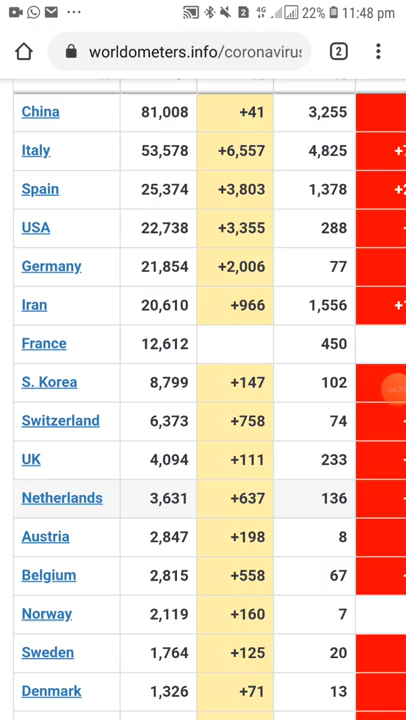 22% 11:48 pm
worldometers.info/coronavirus 2
China 81,008 +41 3,255
Italy 53,578 +6,557 4,825 +7
Spain 25,374 +3,803 1,378 +2
USA 22,738 +3,355 288
Germany 21,854 +2,006 77
Iran 20,610 +966 1,556 +1
France 12,612 450
S. Korea 8,799 +147 102
Switzerland 6,373 +758 74
UK 4,094 +111 233
Netherlands 3,631 +637 136
Austria 2,847 +198 8
Belgium 2,815 +558 67
Norway 2,119 +160 7
Sweden 1,764 +125 20
Denmark 1,326 +71 13